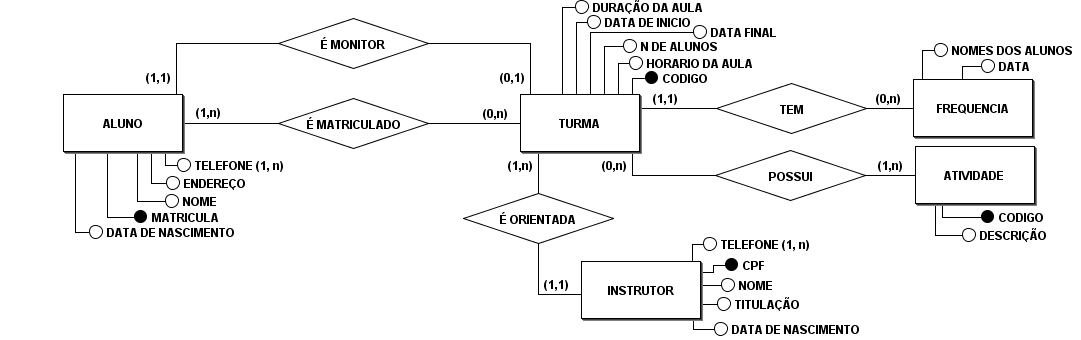 DURAÇÃO DA AULA
DATA DE INICIO
DATA FINAL
É MONITOR
N DE ALUNOS
NOMES DOS ALUNOS
HORARIO DA AULA
DATA
(1,1)
(0,1)
CODIGO
(1,1)
(0,n)
ALUNO
(1,n)
É MATRICULADO
(0,n)
TURMA
TEM
FREQUENCIA
TELEFONE (1, n)
(1,n)
(0,n)
POSSUI
(1,n)
ATIVIDADE
ENDEREÇO
NOME
MATRICULA
É ORIENTADA
CODIGO
DATA DE NASCIMENTO
DESCRIÇÃO
TELEFONE (1, n)
CPF
(1,1)
INSTRUTOR
NOME
TITULAÇÃO
DATA DE NASCIMENTO